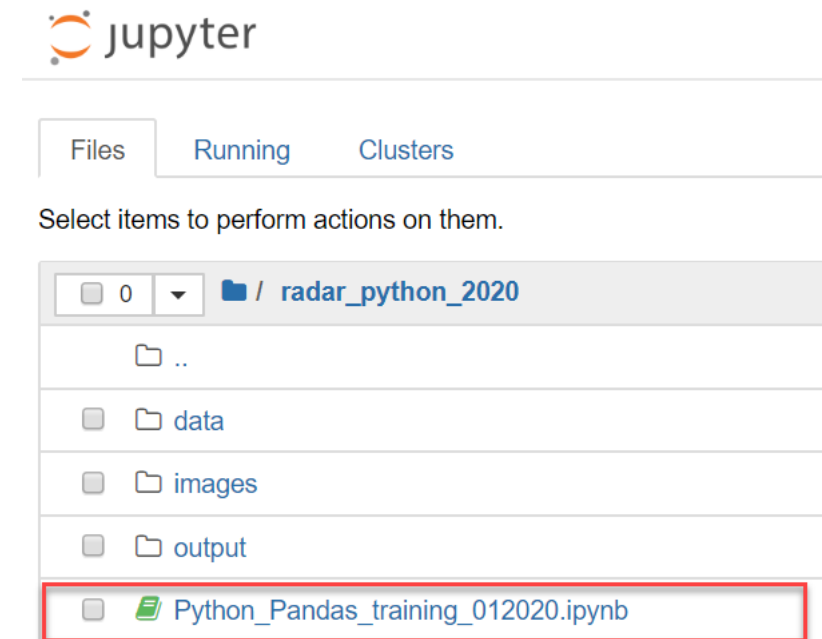 jupyter
Files Running Clusters
Select items to perform actions on them.
0 / radar_python_2020
..
data
images
output
Python_Pandas_training_012020.ipynb